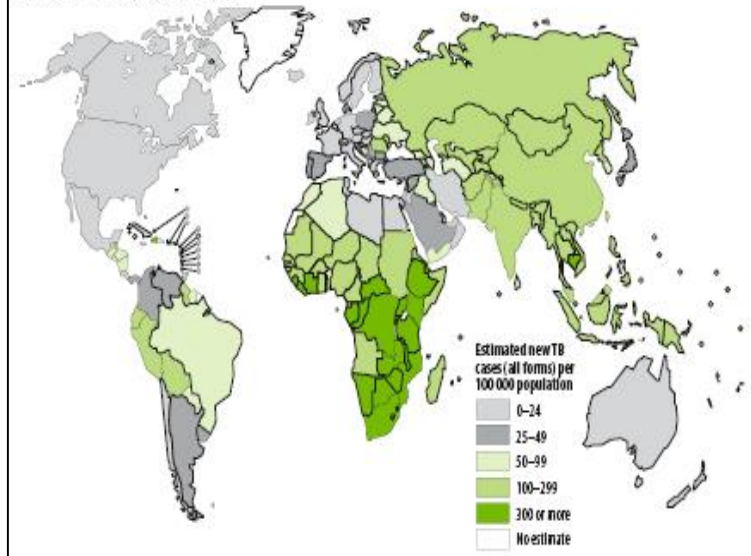 Estimated new TB
cases (all forms) per
100 000 population
0–24
25–49
50–99
100–299
300 or more
No estimate